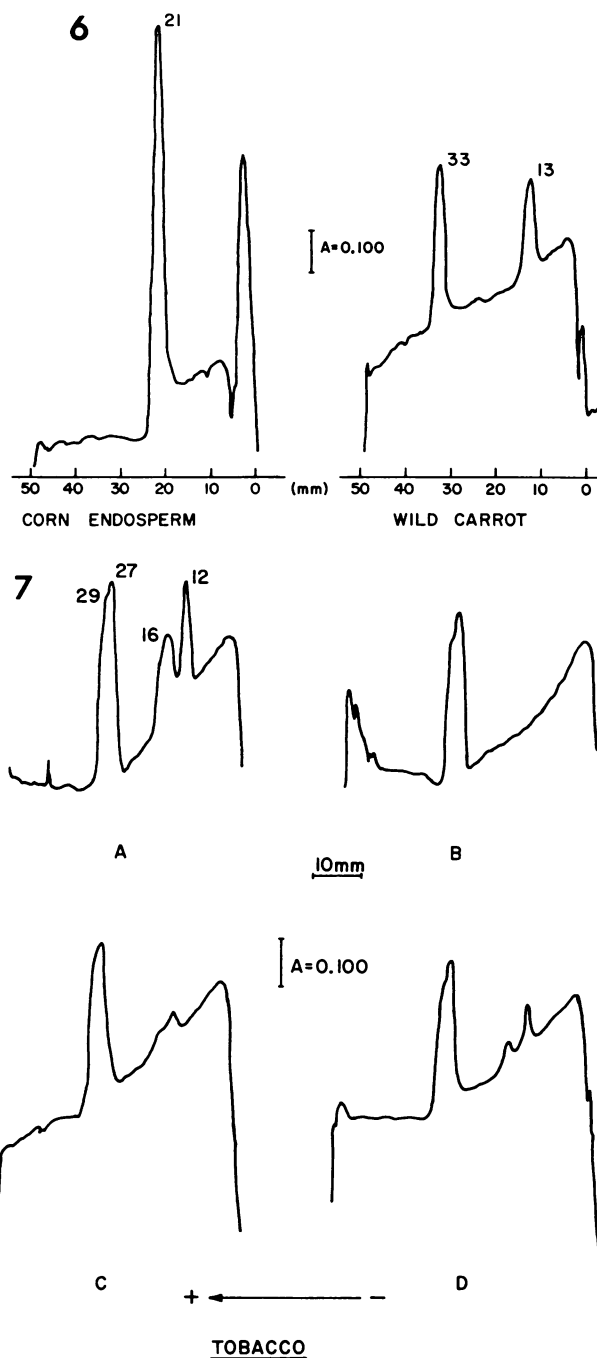 6
21
33
13
A=0.100
50 40 30 20 10 0 (mm) 50 40 30 20 10 0
CORN ENDOSPERM WILD CARROT
7
27
29
12
16
A B
10mm
A=0.100
C D
+ −
TOBACCO